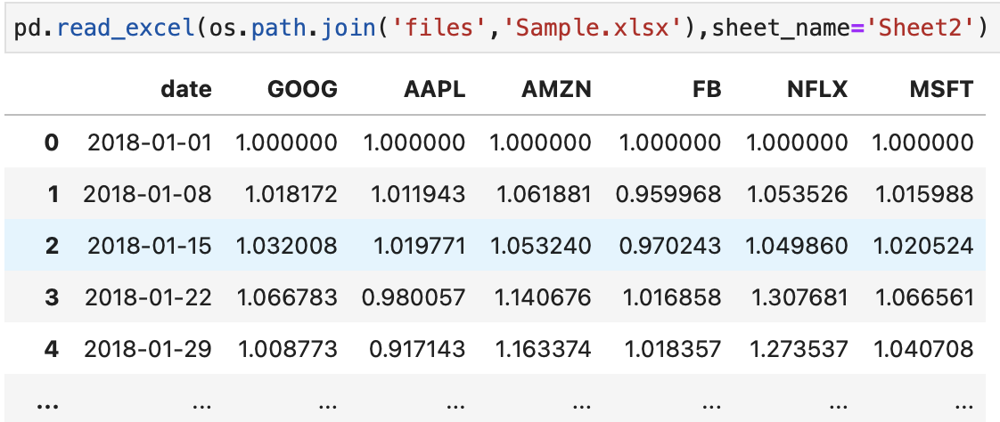 pd.read_excel(os.path.join('files','Sample.xlsx'),sheet_name='Sheet2')
date GOOG AAPL AMZN FB NFLX MSFT
0 2018-01-01 1.000000 1.000000 1.000000 1.000000 1.000000 1.000000
1 2018-01-08 1.018172 1.011943 1.061881 0.959968 1.053526 1.015988
2 2018-01-15 1.032008 1.019771 1.053240 0.970243 1.049860 1.020524
3 2018-01-22 1.066783 0.980057 1.140676 1.016858 1.307681 1.066561
4 2018-01-29 1.008773 0.917143 1.163374 1.018357 1.273537 1.040708
... ... ... ... ... ... ... ...